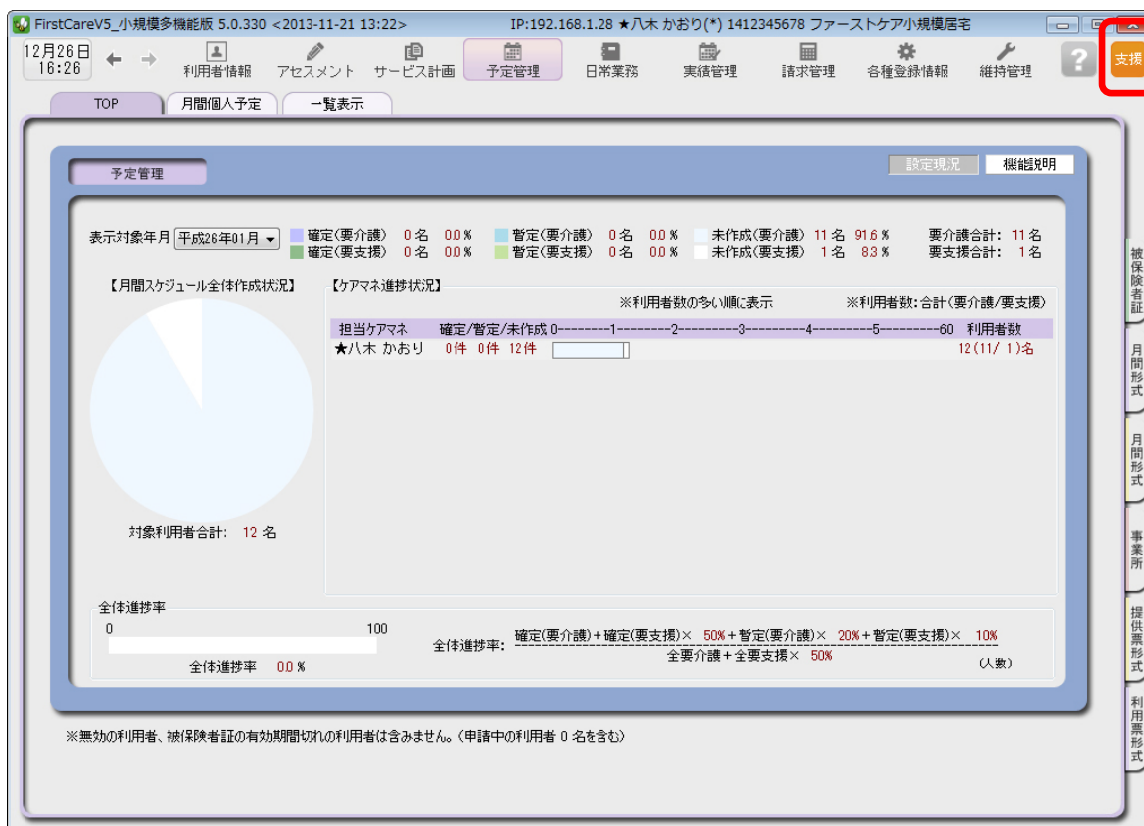 FirstCareV5_小規模多機能版 5.0.330 <2013-11-21 13:22> IP:192.168.1.28 ★八木 かおり(*) 1412345678 ファーストケア小規模居宅
12月26日
16:26
利用者情報 アセスメント サービス計画 予定管理 日常業務 実績管理 請求管理 各種登録情報 維持管理 ? 支援
TOP 月間個人予定 一覧表示
予定管理 設定現況 機能説明
表示対象年月 平成26年01月 確定(要介護) 0名 0.0% 暫定(要介護) 0名 0.0% 未作成(要介護) 11名 91.6% 要介護合計: 11名
確定(要支援) 0名 0.0% 暫定(要支援) 0名 0.0% 未作成(要支援) 1名 8.3% 要支援合計: 1名
【月間スケジュール全体作成状況】
【ケアマネ進捗状況】
※利用者数の多い順に表示 ※利用者数:合計(要介護/要支援)
担当ケアマネ 確定/暫定/未作成 0--------1--------2---------3---------4---------5---------60 利用者数
★八木 かおり 0件 0件 12件 12(11/ 1)名
対象利用者合計: 12 名
全体進捗率
0 100
全体進捗率 0.0 %
全体進捗率: 確定(要介護)+確定(要支援)× 50%+暫定(要介護)× 20%+暫定(要支援)× 10%
全要介護+全要支援× 50%
(人数)
※無効の利用者、被保険者証の有効期間切れの利用者は含みません。(申請中の利用者 0 名を含む)
被保険者証
月間形式
月間形式
事業所
提供票形式
利用票形式